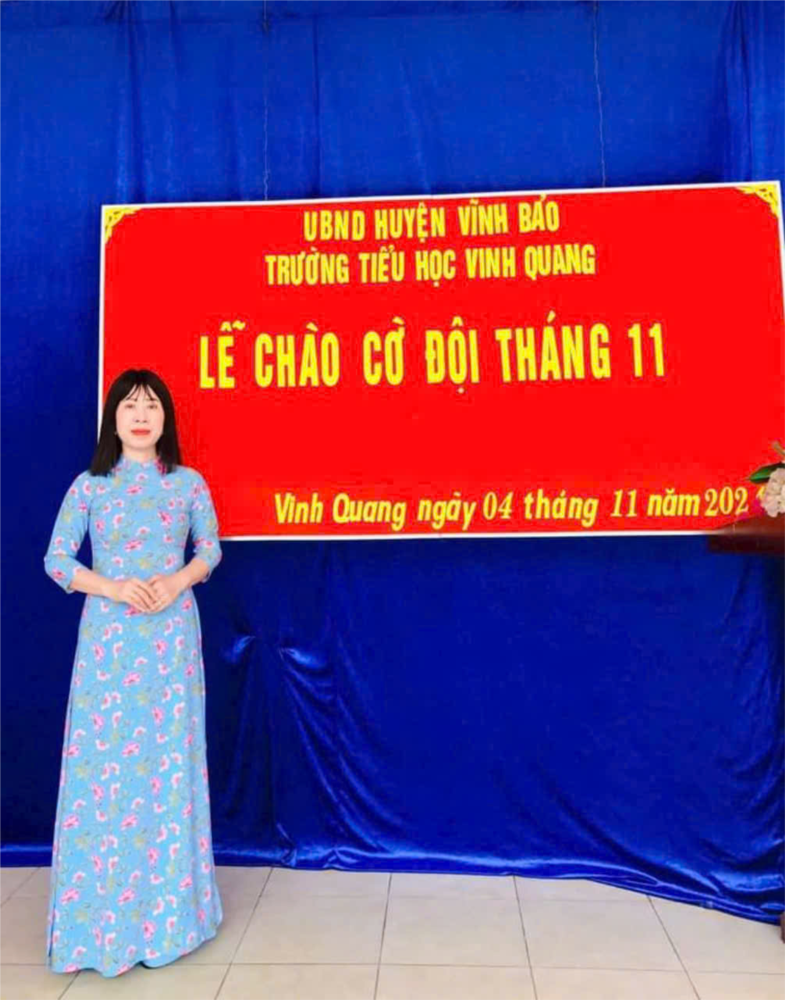 UBND HUYỆN VĨNH BẢO
TRƯỜNG TIỂU HỌC VINH QUANG
LỄ CHÀO CỜ ĐỘI THÁNG 11
Vinh Quang ngày 04 tháng 11 năm